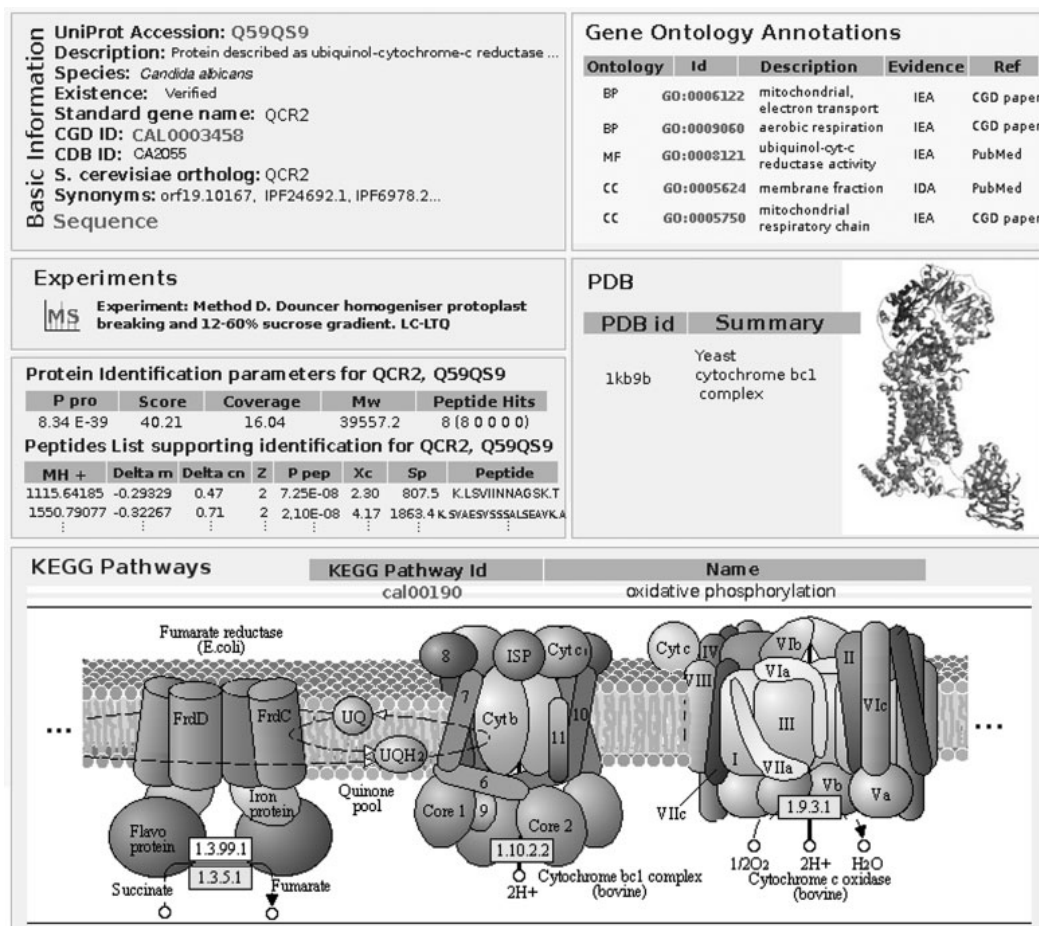 Basic Information
UniProt Accession: Q59QS9
Description: Protein described as ubiquinol-cytochrome-c reductase ...
Species: Candida albicans
Existence: Verified
Standard gene name: QCR2
CGD ID: CAL0003458
CDB ID: CA2055
S. cerevisiae ortholog: QCR2
Synonyms: orf19.10167, IPF24692.1, IPF6978.2...
Sequence
Gene Ontology Annotations
Ontology Id Description Evidence Ref
BP GO:0006122 mitochondrial, electron transport IEA CGD paper
BP GO:0009060 aerobic respiration IEA CGD paper
MF GO:0008121 ubiquinol-cyt-c reductase activity IEA PubMed
CC GO:0005624 membrane fraction IDA PubMed
CC GO:0005750 mitochondrial respiratory chain IEA CGD paper
Experiments
MS
Experiment: Method D. Douncer homogeniser protoplast
breaking and 12-60% sucrose gradient. LC-LTQ
PDB
PDB id Summary
1kb9b Yeast cytochrome bc1 complex
Protein Identification parameters for QCR2, Q59QS9
P pro Score Coverage Mw Peptide Hits
8.34 E-39 40.21 16.04 39557.2 8 (8 0 0 0 0)
Peptides List supporting identification for QCR2, Q59QS9
MH + Delta m Delta cn Z P pep Xc Sp Peptide
1115.64185 -0.29329 0.47 2 7.25E-08 2.30 807.5 K.LSVIINNAGSK.T
1550.79077 -0.32267 0.71 2 2,10E-08 4.17 1863.4 K.SVAESVSSSALSEAVK.A
KEGG Pathways
KEGG Pathway Id Name
cal00190 oxidative phosphorylation
Fumarate reductase
(E.coli)
FrdD
FrdC
UQ
UQH2
Quinone
pool
Iron
protein
Flavo
protein
1.3.99.1
1.3.5.1
Succinate
Fumarate
...
8
ISP
Cyt c1
7
Cyt b
10
11
6
Core 1
9
Core 2
1.10.2.2
2H+
Cytochrome bc1 complex
(bovine)
Cyt c
IV
VIb
II
VIII
VIa
VIc
III
I
VIIa
VIIc
Vb
Va
1.9.3.1
1/2O2
2H+
H2O
Cytochrome c oxidase
(bovine)
...